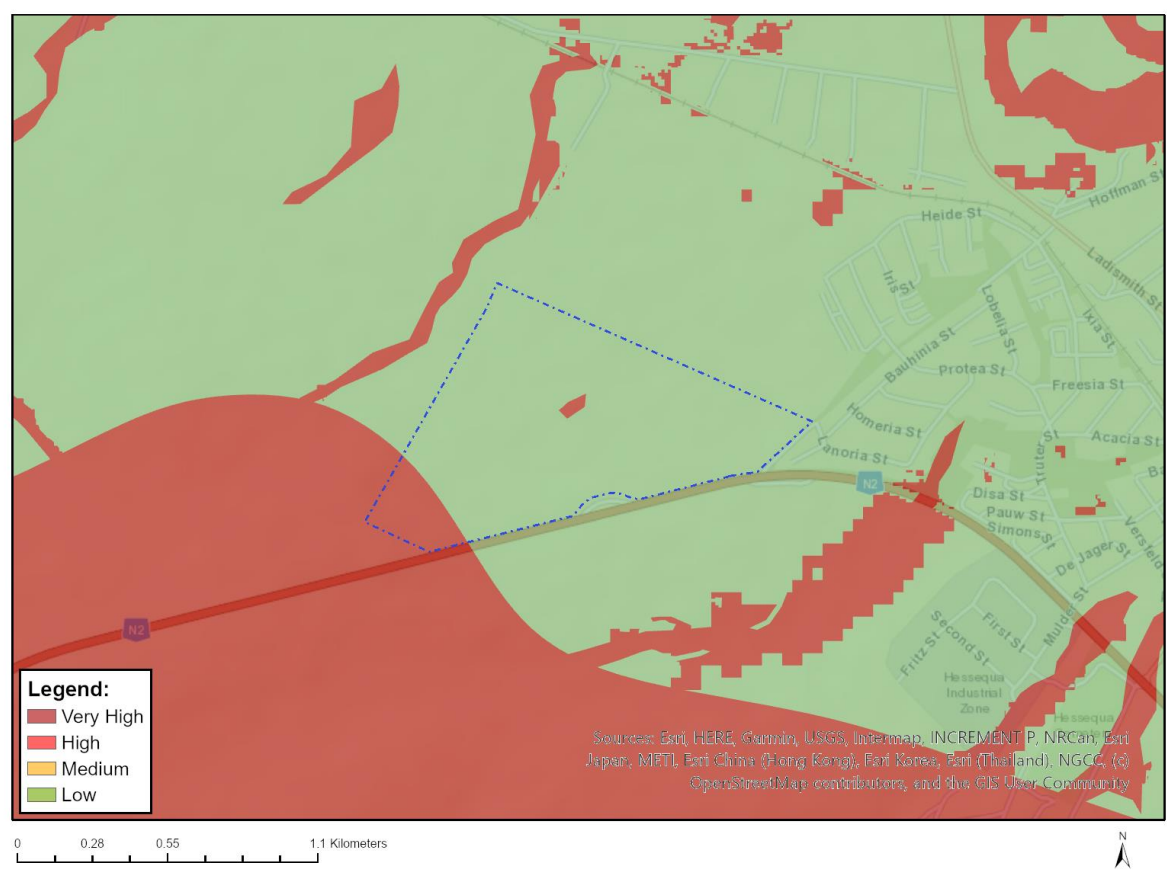 Heide St
Hoffman St
Iris St
Ladismith St
Lobelia St
Ixia St
Bauhinia St
Protea St
Freesia St
Homeria St
Lanoria St
Truter St
Acacia St
Ba
N2
Disa St
Pauw St
Simons St
De Jager St
Versfeld
Mulder St
N2
First St
Second St
Fritz St
Hessequa
Industrial
Zone
Hessequa
Legend:
Very High
High
Medium
Low
Sources: Esri, HERE, Garmin, USGS, Intermap, INCREMENT P, NRCan, Esri
Japan, METI, Esri China (Hong Kong), Esri Korea, Esri (Thailand), NGCC, (c)
OpenStreetMap contributors, and the GIS User Community
0 0.28 0.55 1.1 Kilometers
N